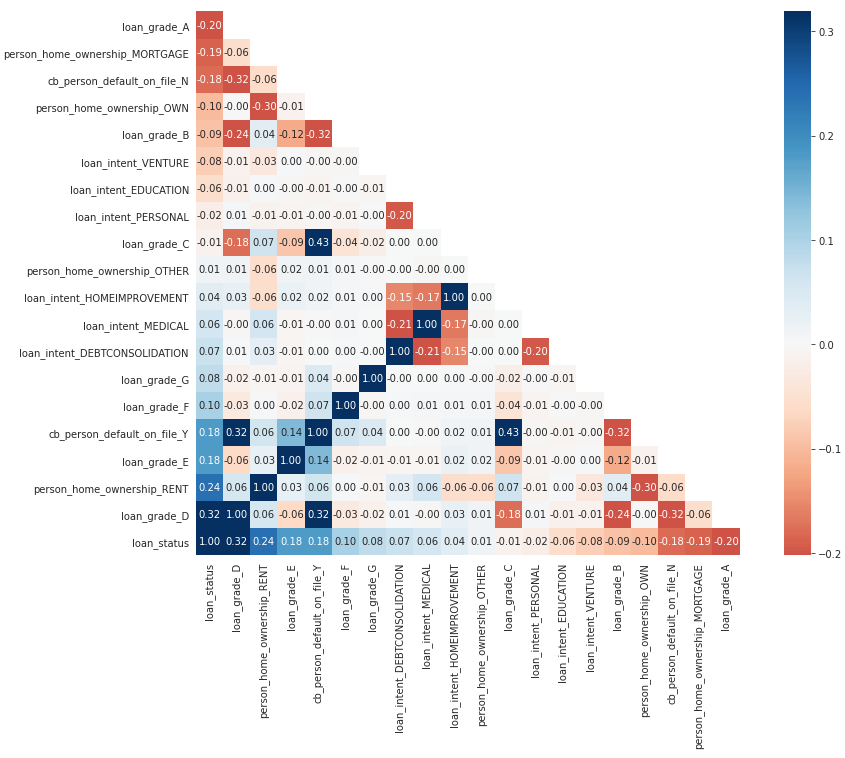 loan_grade_A -0.20
person_home_ownership_MORTGAGE -0.19 -0.06
cb_person_default_on_file_N -0.18 -0.32 -0.06
person_home_ownership_OWN -0.10 -0.00 -0.30 -0.01
loan_grade_B -0.09 -0.24 0.04 -0.12 -0.32
loan_intent_VENTURE -0.08 -0.01 -0.03 0.00 -0.00 -0.00
loan_intent_EDUCATION -0.06 -0.01 0.00 -0.00 -0.01 -0.00 -0.01
loan_intent_PERSONAL -0.02 0.01 -0.01 -0.01 -0.00 -0.01 -0.00 -0.20
loan_grade_C -0.01 -0.18 0.07 -0.09 0.43 -0.04 -0.02 0.00 0.00
person_home_ownership_OTHER 0.01 0.01 -0.06 0.02 0.01 0.01 -0.00 -0.00 -0.00 0.00
loan_intent_HOMEIMPROVEMENT 0.04 0.03 -0.06 0.02 0.02 0.01 0.00 -0.15 -0.17 1.00 0.00
loan_intent_MEDICAL 0.06 -0.00 0.06 -0.01 -0.00 0.01 0.00 -0.21 1.00 -0.17 -0.00 0.00
loan_intent_DEBTCONSOLIDATION 0.07 0.01 0.03 -0.01 0.00 0.00 -0.00 1.00 -0.21 -0.15 -0.00 0.00 -0.20
loan_grade_G 0.08 -0.02 -0.01 -0.01 0.04 -0.00 1.00 -0.00 0.00 0.00 -0.00 -0.02 -0.00 -0.01
loan_grade_F 0.10 -0.03 0.00 -0.02 0.07 1.00 -0.00 0.00 0.01 0.01 0.01 -0.04 -0.01 -0.00 -0.00
cb_person_default_on_file_Y 0.18 0.32 0.06 0.14 1.00 0.07 0.04 0.00 -0.00 0.02 0.01 0.43 -0.00 -0.01 -0.00 -0.32
loan_grade_E 0.18 -0.06 0.03 1.00 0.14 -0.02 -0.01 -0.01 -0.01 0.02 0.02 -0.09 -0.01 -0.00 0.00 -0.12 -0.01
person_home_ownership_RENT 0.24 0.06 1.00 0.03 0.06 0.00 -0.01 0.03 0.06 -0.06 -0.06 0.07 -0.01 0.00 -0.03 0.04 -0.30 -0.06
loan_grade_D 0.32 1.00 0.06 -0.06 0.32 -0.03 -0.02 0.01 -0.00 0.03 0.01 -0.18 0.01 -0.01 -0.01 -0.24 -0.00 -0.32 -0.06
loan_status 1.00 0.32 0.24 0.18 0.18 0.10 0.08 0.07 0.06 0.04 0.01 -0.01 -0.02 -0.06 -0.08 -0.09 -0.10 -0.18 -0.19 -0.20
loan_status
loan_grade_D
person_home_ownership_RENT
loan_grade_E
cb_person_default_on_file_Y
loan_grade_F
loan_grade_G
loan_intent_DEBTCONSOLIDATION
loan_intent_MEDICAL
loan_intent_HOMEIMPROVEMENT
person_home_ownership_OTHER
loan_grade_C
loan_intent_PERSONAL
loan_intent_EDUCATION
loan_intent_VENTURE
loan_grade_B
person_home_ownership_OWN
cb_person_default_on_file_N
person_home_ownership_MORTGAGE
loan_grade_A
0.3
0.2
0.1
0.0
−0.1
−0.2